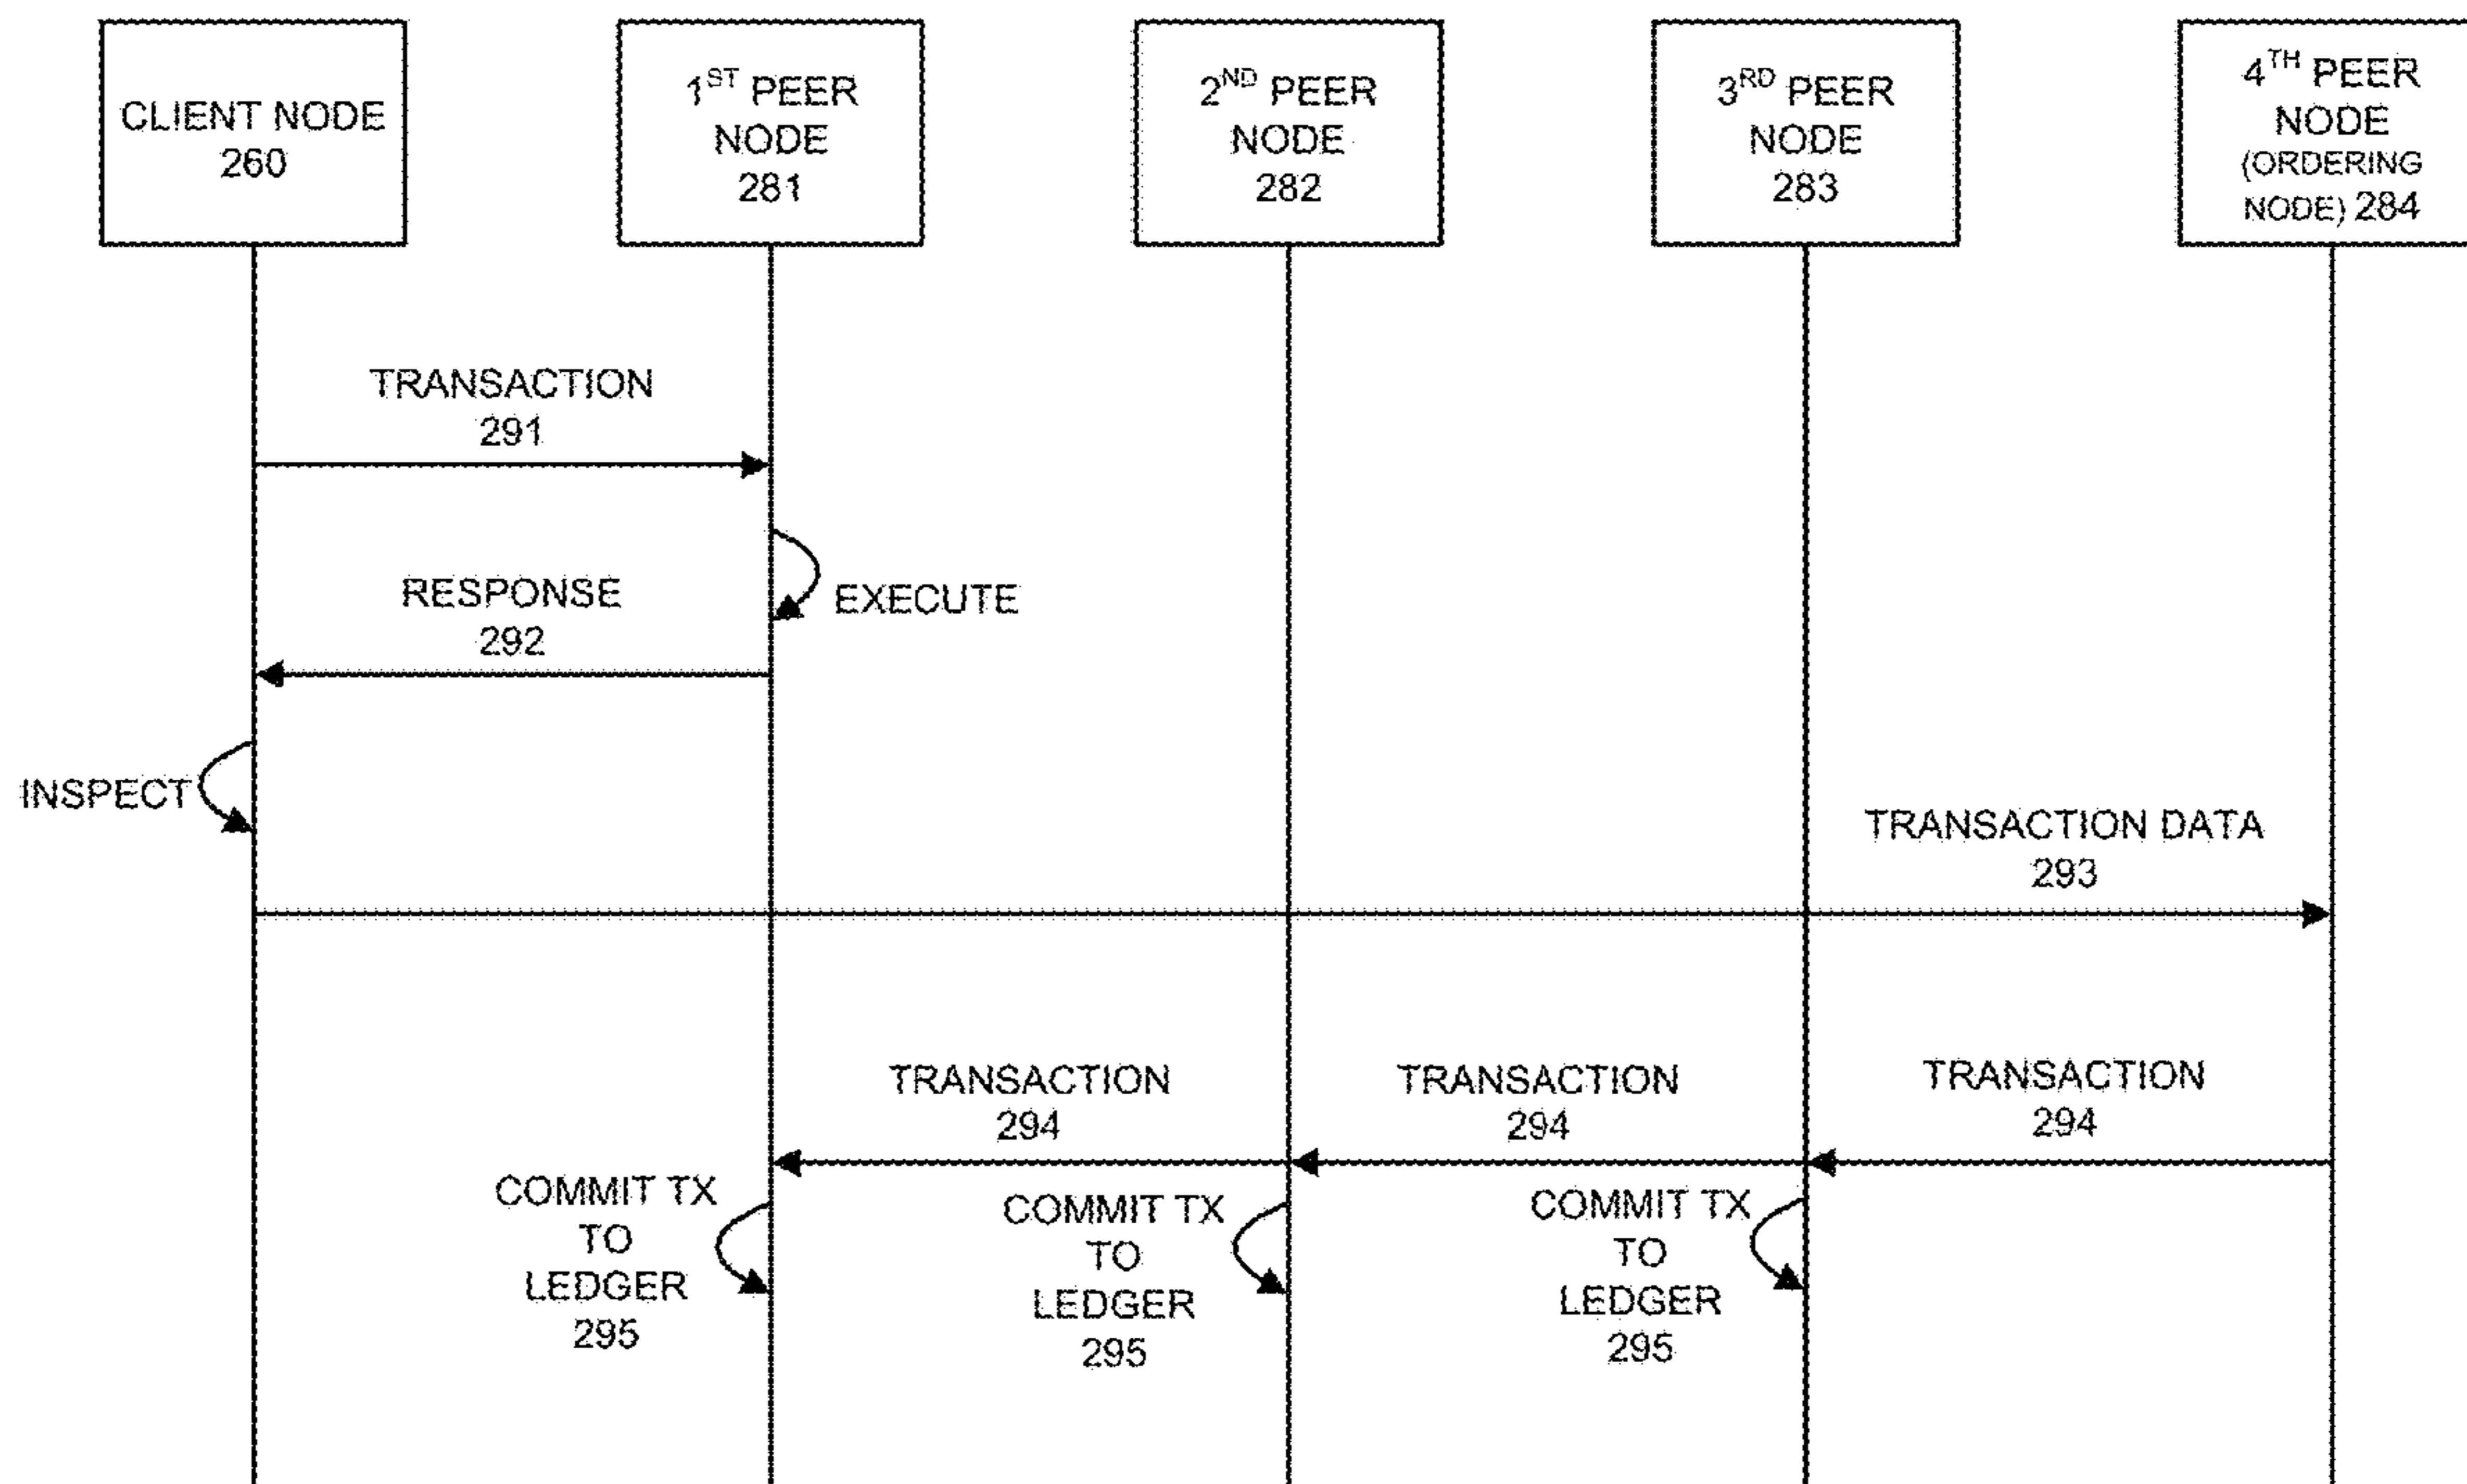 CLIENT NODE
260
1ST PEER
NODE
281
2ND PEER
NODE
282
3RD PEER
NODE
283
4TH PEER
NODE
(ORDERING
NODE) 284
TRANSACTION
291
EXECUTE
RESPONSE
292
INSPECT
TRANSACTION DATA
293
TRANSACTION
294
TRANSACTION
294
TRANSACTION
294
COMMIT TX
TO
LEDGER
295
COMMIT TX
TO
LEDGER
295
COMMIT TX
TO
LEDGER
295